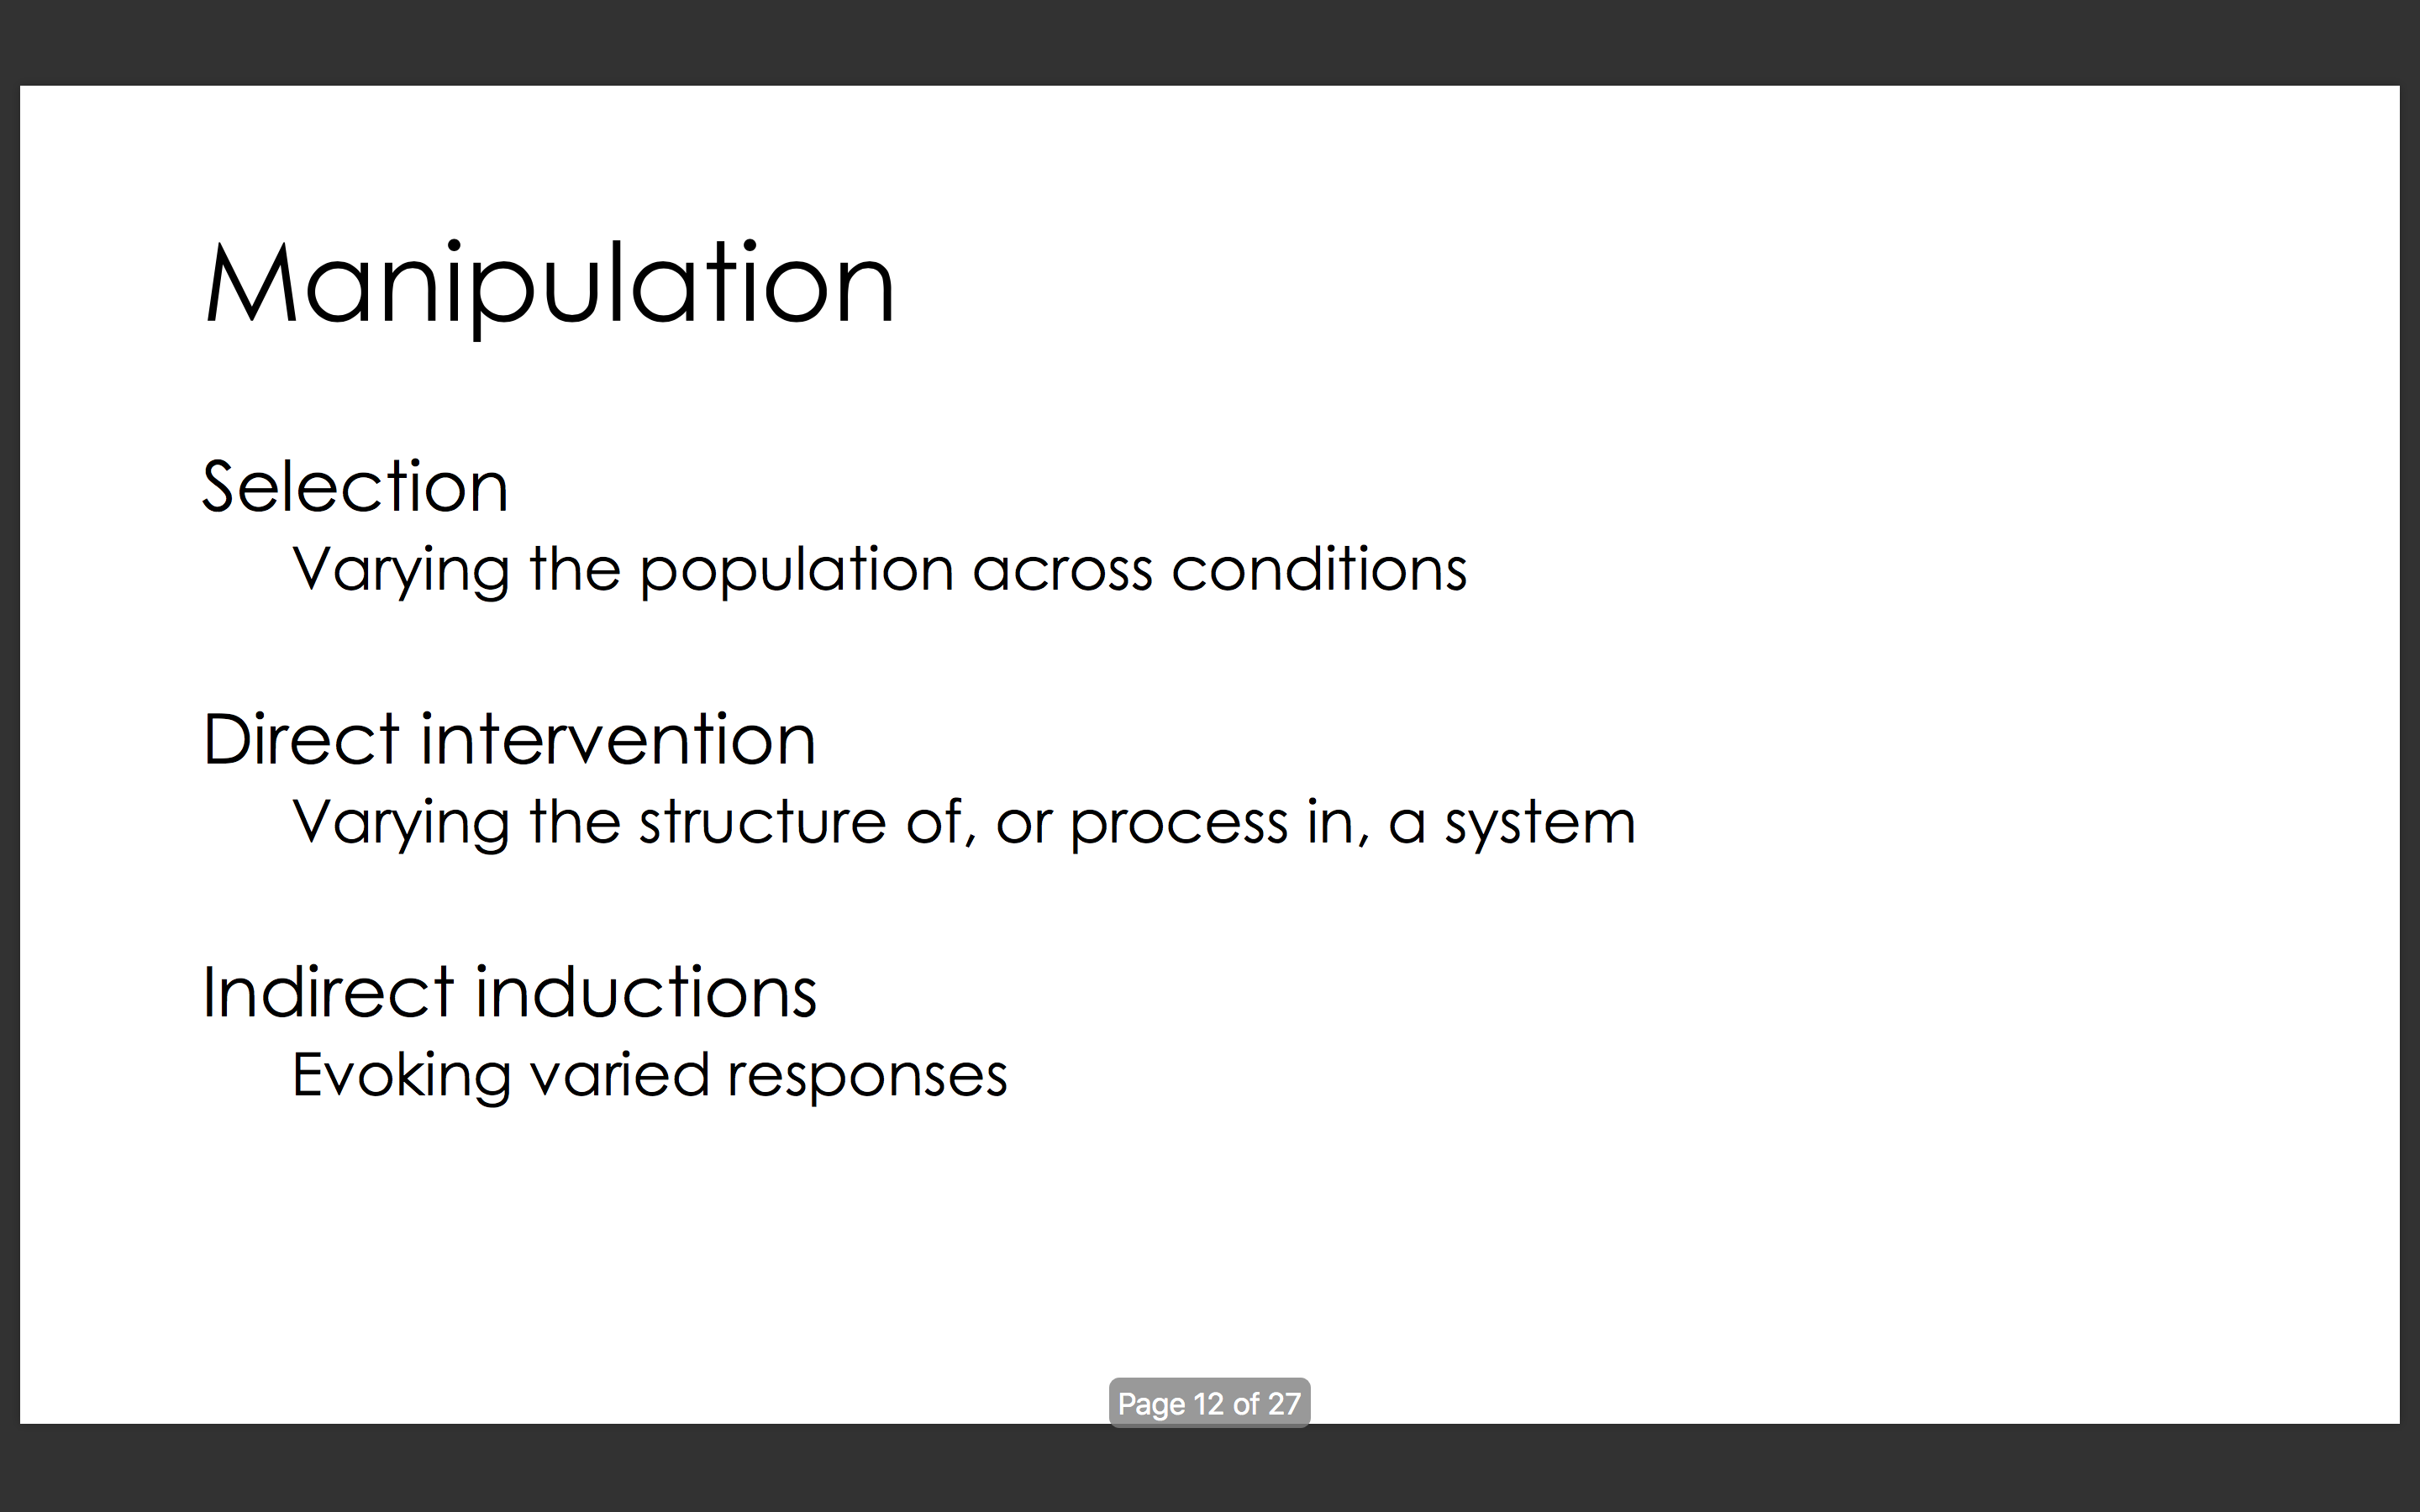 Manipulation
Selection
Varying the population across conditions
Direct intervention
Varying the structure of, or process in, a system
Indirect inductions
Evoking varied responses
Page 12 of 27